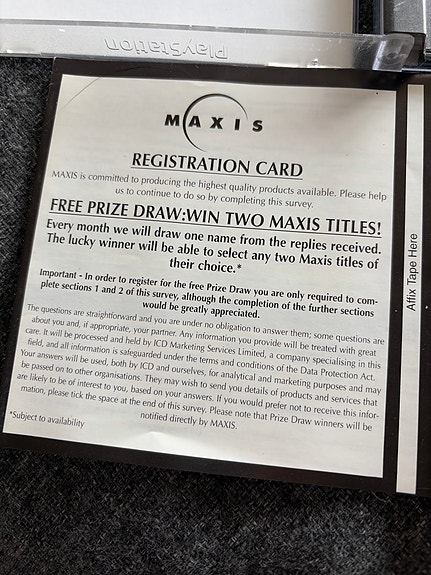 PlayStation
MAXIS
REGISTRATION CARD
MAXIS is committed to producing the highest quality products available. Please help
us to continue to do so by completing this survey.
FREE PRIZE DRAW:WIN TWO MAXIS TITLES!
Every month we will draw one name from the replies received.
The lucky winner will be able to select any two Maxis titles of
their choice.*
Important - In order to register for the free Prize Draw you are only required to com-
plete sections 1 and 2 of this survey, although the completion of the further sections
would be greatly appreciated.
The questions are straightforward and you are under no obligation to answer them; some questions are
about you and, if appropriate, your partner. Any information you provide will be treated with great
care. It will be processed and held by ICD Marketing Services Limited, a company specialising in this
field, and all information is safeguarded under the terms and conditions of the Data Protection Act.
Your answers will be used, both by ICD and ourselves, for analytical and marketing purposes and may
be passed on to other organisations. They may wish to send you details of products and services that
are likely to be of interest to you, based on your answers. If you would prefer not to receive this infor-
mation, please tick the space at the end of this survey. Please note that Prize Draw winners will be
notified directly by MAXIS.
*Subject to availability
Affix Tape Here